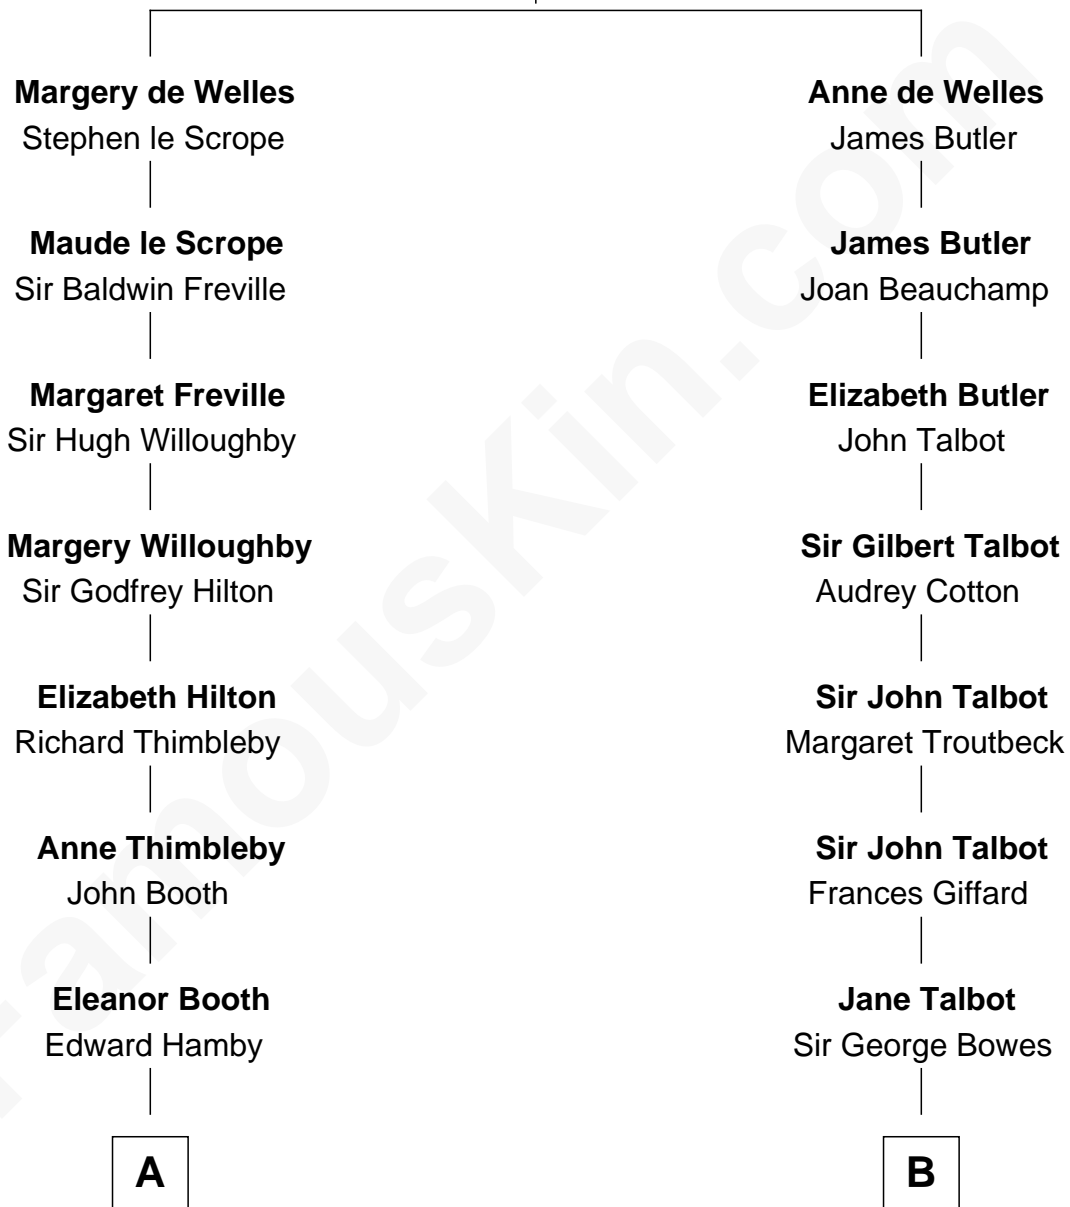 Margery de Welles
Stephen le Scrope
Anne de Welles
James Butler
Maude le Scrope
Sir Baldwin Freville
James Butler
Joan Beauchamp
Margaret Freville
Sir Hugh Willoughby
Elizabeth Butler
John Talbot
Margery Willoughby
Sir Godfrey Hilton
Sir Gilbert Talbot
Audrey Cotton
Elizabeth Hilton
Richard Thimbleby
Sir John Talbot
Margaret Troutbeck
Anne Thimbleby
John Booth
Sir John Talbot
Frances Giffard
Eleanor Booth
Edward Hamby
Jane Talbot
Sir George Bowes
A
B
FamousKin.com